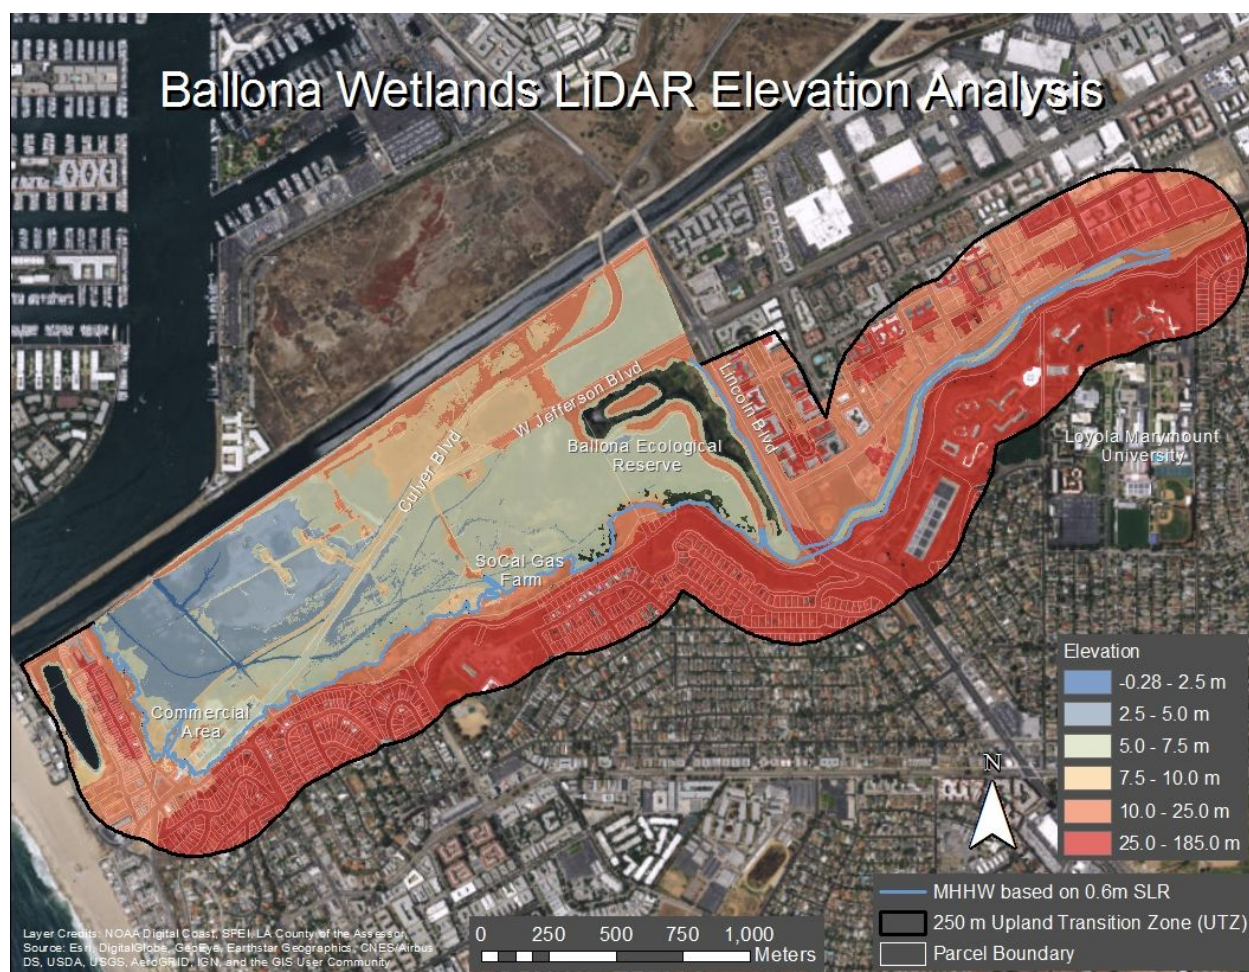 Ballona Wetlands LiDAR Elevation Analysis
W Jefferson Blvd
Lincoln Blvd
Culver Blvd
Ballona Ecological
Reserve
Loyola Marymount
University
SoCal Gas
Farm
Commercial
Area
Elevation
-0.28 - 2.5 m
2.5 - 5.0 m
5.0 - 7.5 m
7.5 - 10.0 m
10.0 - 25.0 m
25.0 - 185.0 m
N
MHHW based on 0.6m SLR
250 m Upland Transition Zone (UTZ)
Parcel Boundary
0 250 500 750 1,000
Meters
Layer Credits: NOAA Digital Coast, SFEI, LA County of the Assessor,
Source: Esri, DigitalGlobe, GeoEye, Earthstar Geographics, CNES/Airbus
DS, USDA, USGS, AeroGRID, IGN, and the GIS User Community